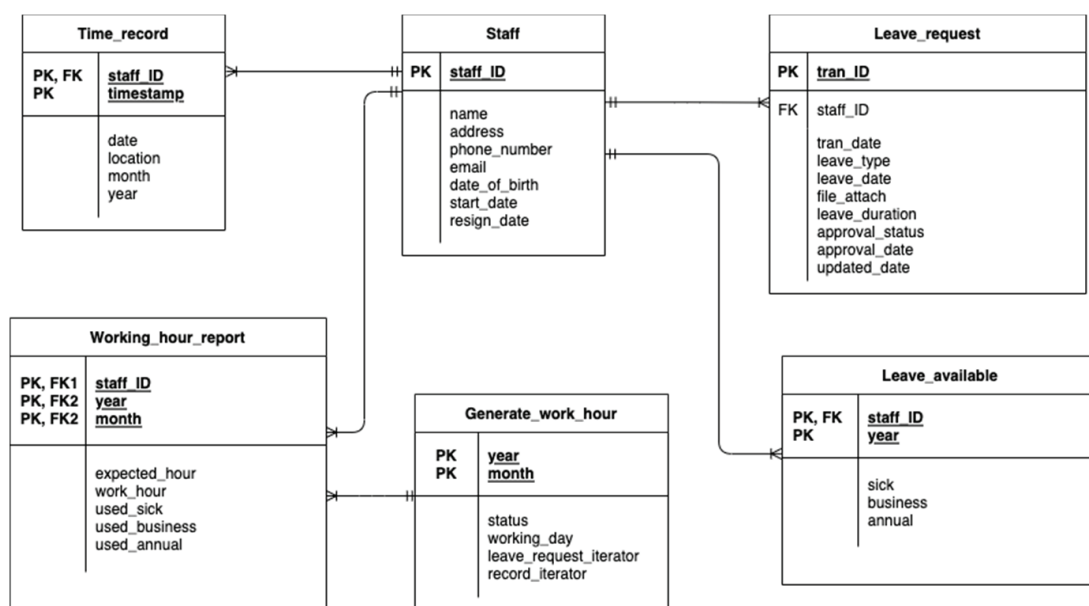 Time_record
PK, FK staff_ID
PK timestamp
date
location
month
year
Staff
PK staff_ID
name
address
phone_number
email
date_of_birth
start_date
resign_date
Leave_request
PK tran_ID
FK staff_ID
tran_date
leave_type
leave_date
file_attach
leave_duration
approval_status
approval_date
updated_date
Working_hour_report
PK, FK1 staff_ID
PK, FK2 year
PK, FK2 month
expected_hour
work_hour
used_sick
used_business
used_annual
Generate_work_hour
PK year
PK month
status
working_day
leave_request_iterator
record_iterator
Leave_available
PK, FK staff_ID
PK year
sick
business
annual